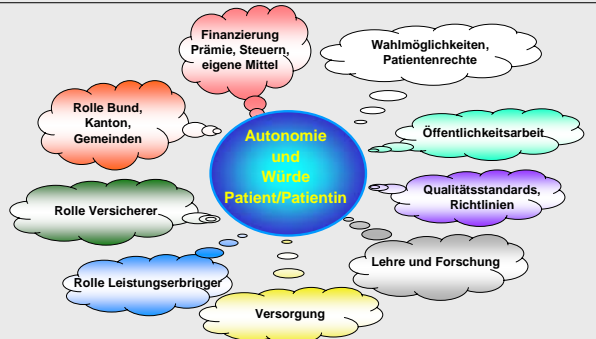 Finanzierung
Prämie, Steuern,
eigene Mittel
Wahlmöglichkeiten,
Patientenrechte
Rolle Bund,
Kanton,
Gemeinden
Öffentlichkeitsarbeit
Autonomie
und
Würde
Patient/Patientin
Qualitätsstandards,
Richtlinien
Rolle Versicherer
Lehre und Forschung
Rolle Leistungserbringer
Versorgung